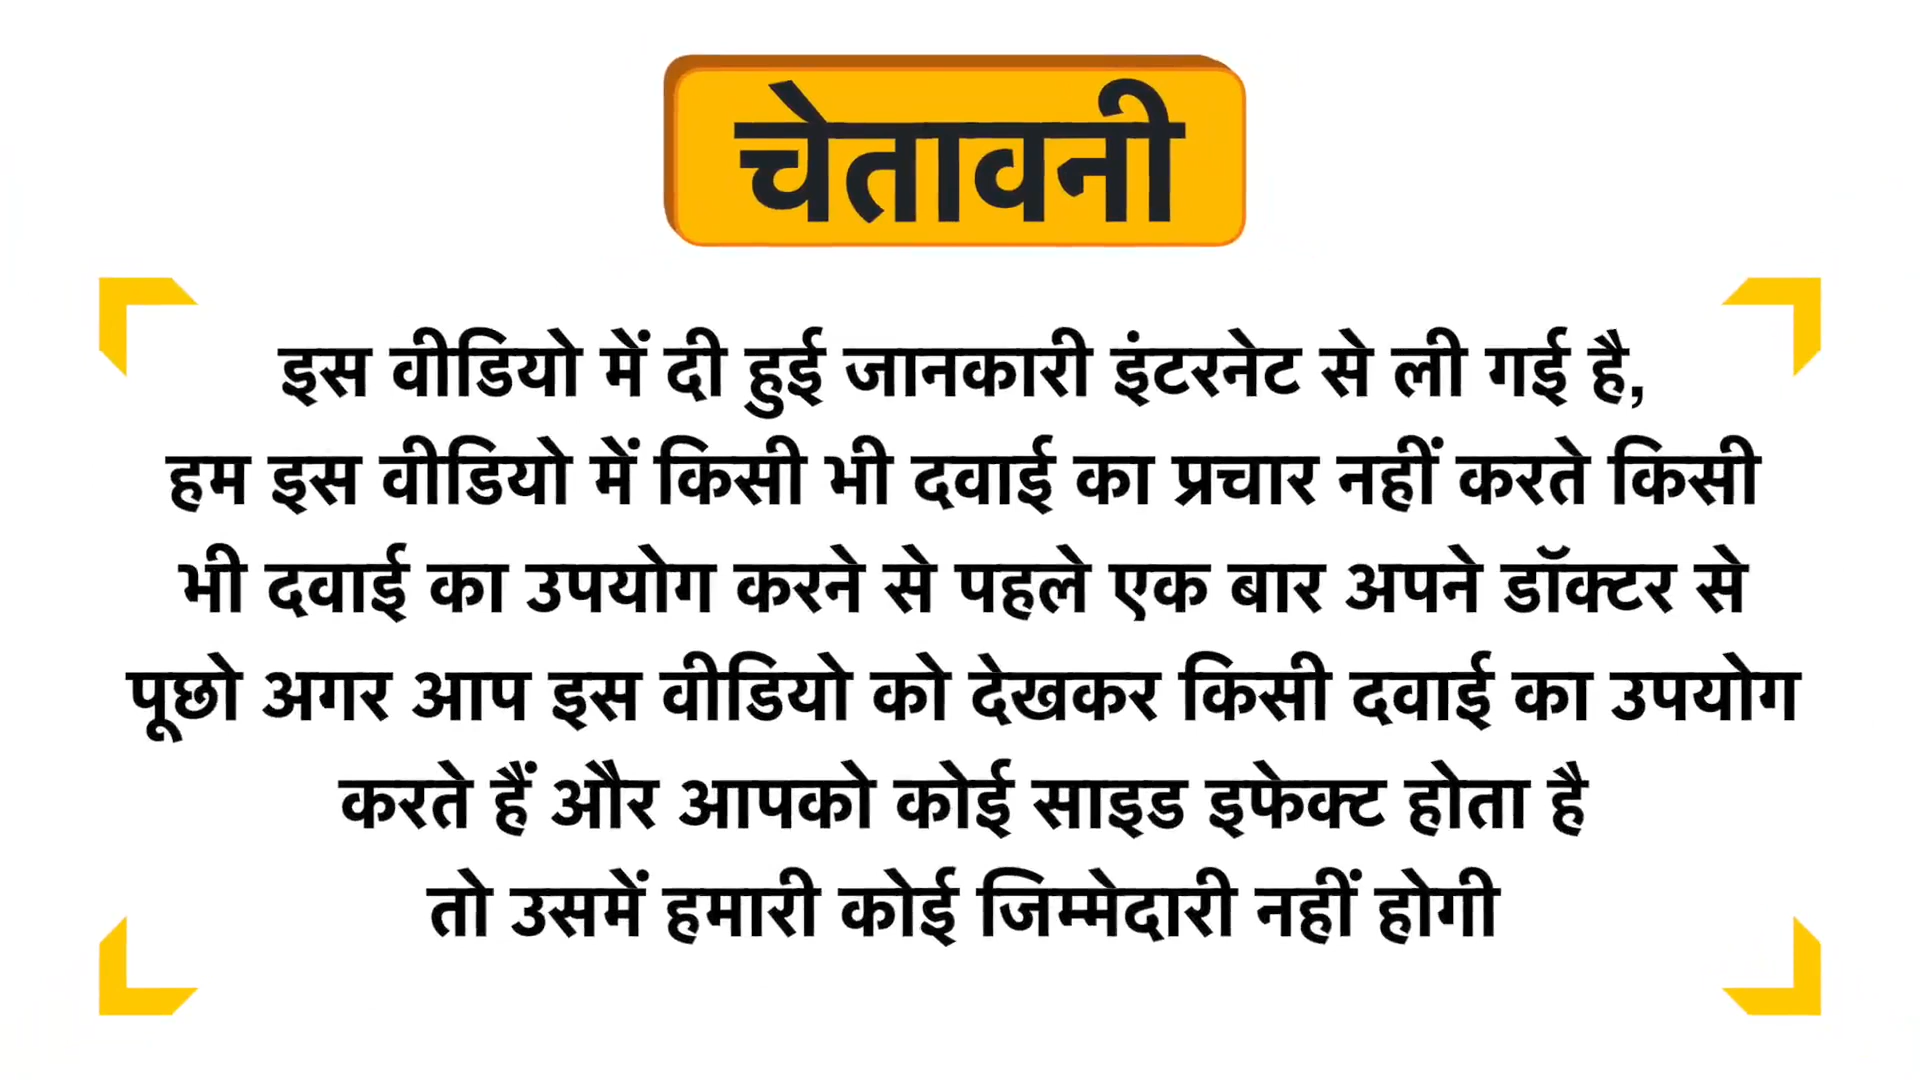 चेतावनी
इस वीडियो में दी हुई जानकारी इंटरनेट से ली गई है,
हम इस वीडियो में किसी भी दवाई का प्रचार नहीं करते किसी
भी दवाई का उपयोग करने से पहले एक बार अपने डॉक्टर से
पूछो अगर आप इस वीडियो को देखकर किसी दवाई का उपयोग
करते हैं और आपको कोई साइड इफेक्ट होता है
तो उसमें हमारी कोई जिम्मेदारी नहीं होगी